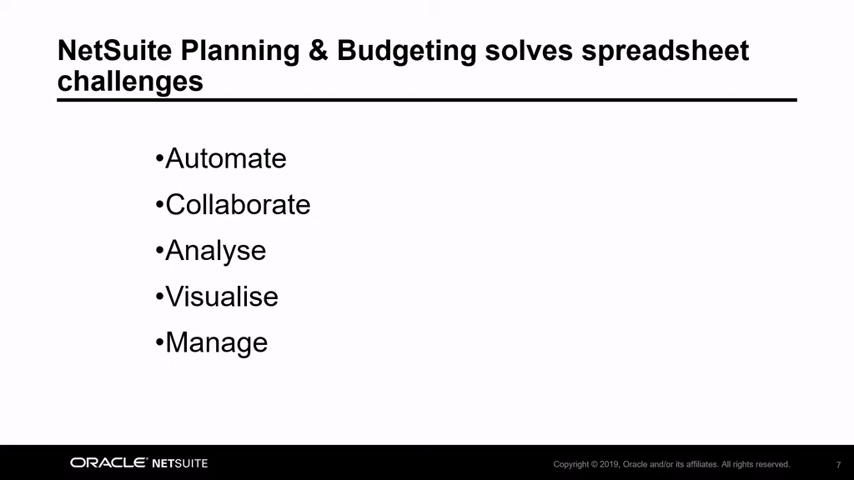 NetSuite Planning & Budgeting solves spreadsheet
challenges
•Automate
•Collaborate
•Analyse
•Visualise
•Manage
ORACLE® NETSUITE
Copyright © 2019, Oracle and/or its affiliates. All rights reserved.
7